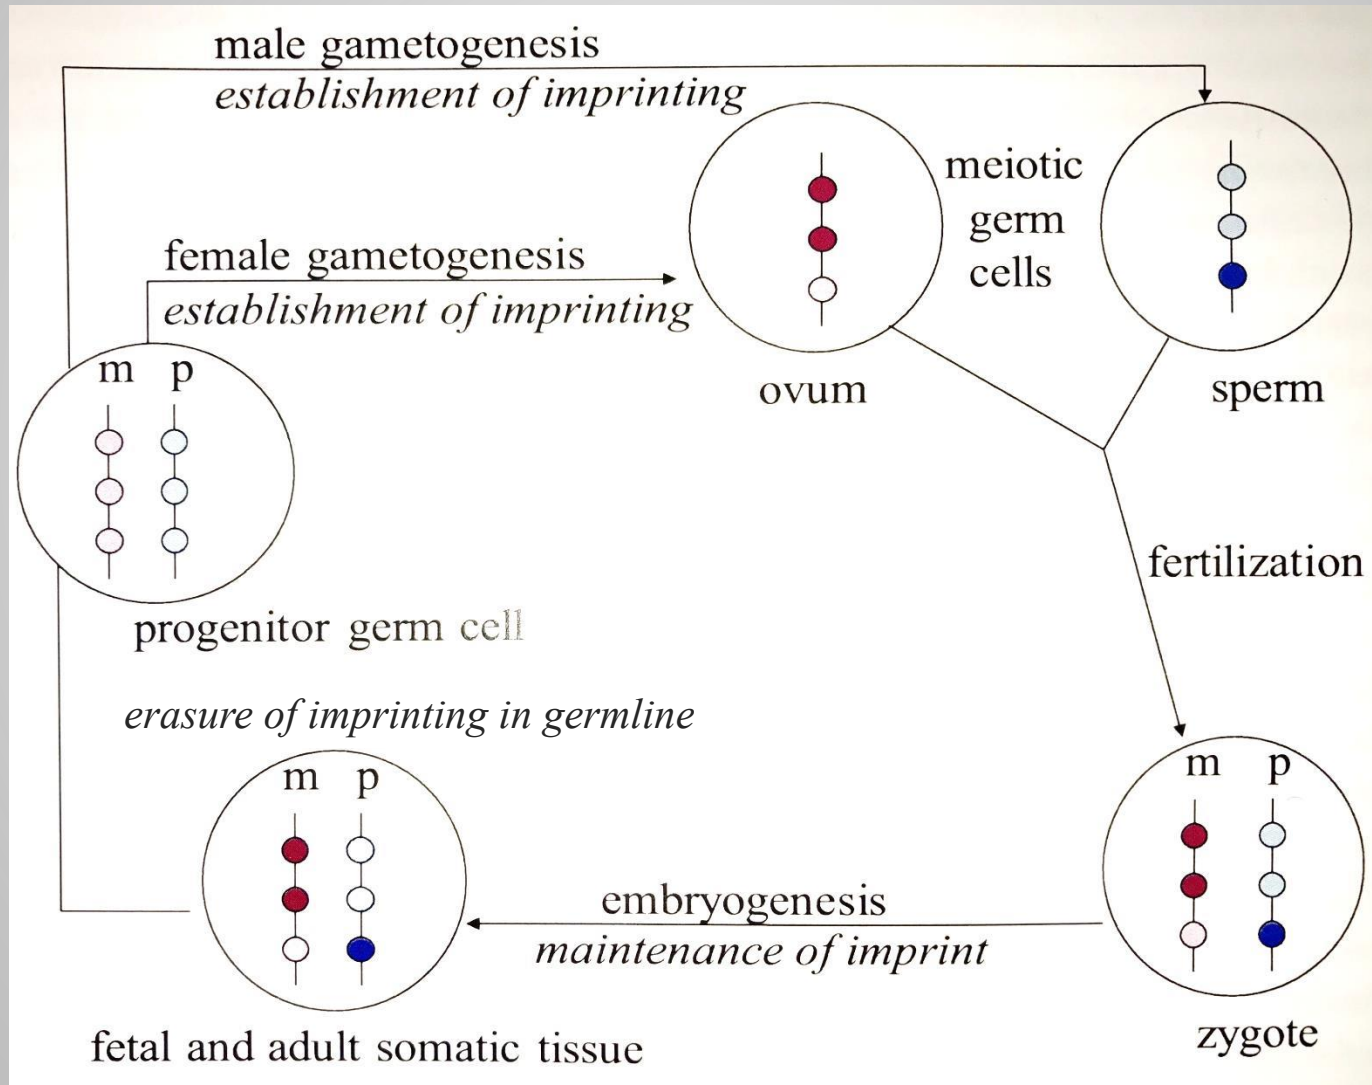 male gametogenesis
establishment of imprinting
meiotic
germ
cells
female gametogenesis
establishment of imprinting
ovum
sperm
m p
progenitor germ cell
fertilization
erasure of imprinting in germline
m p
m p
embryogenesis
maintenance of imprint
fetal and adult somatic tissue
zygote